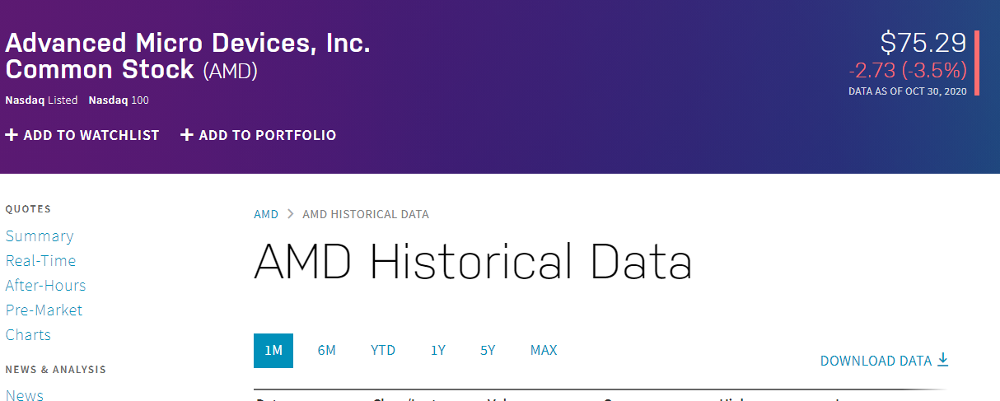 Advanced Micro Devices, Inc.
Common Stock (AMD)
Nasdaq Listed Nasdaq 100
+ ADD TO WATCHLIST + ADD TO PORTFOLIO
$75.29
-2.73 (-3.5%)
DATA AS OF OCT 30, 2020
QUOTES
Summary
Real-Time
After-Hours
Pre-Market
Charts
NEWS & ANALYSIS
News
AMD > AMD HISTORICAL DATA
AMD Historical Data
1M 6M YTD 1Y 5Y MAX
DOWNLOAD DATA